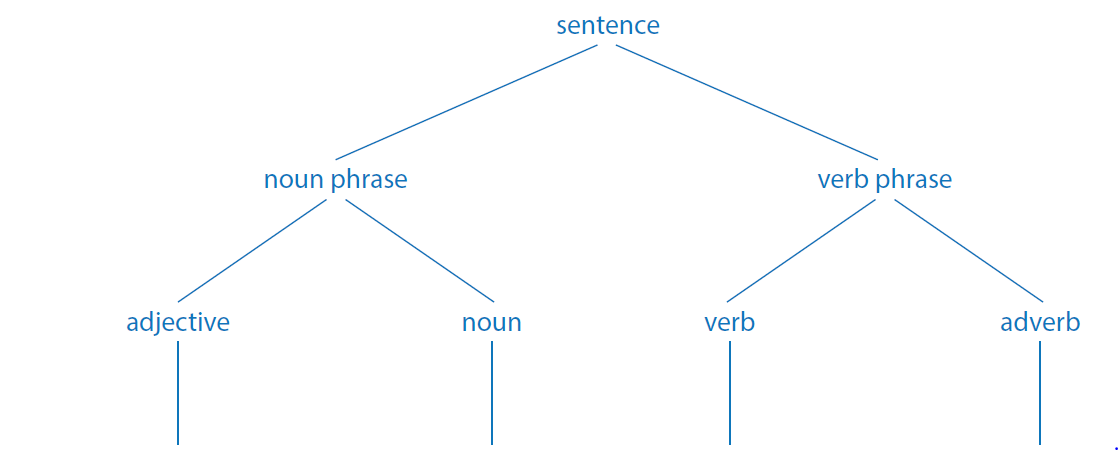 sentence
noun phrase verb phrase
adjective noun verb adverb
.